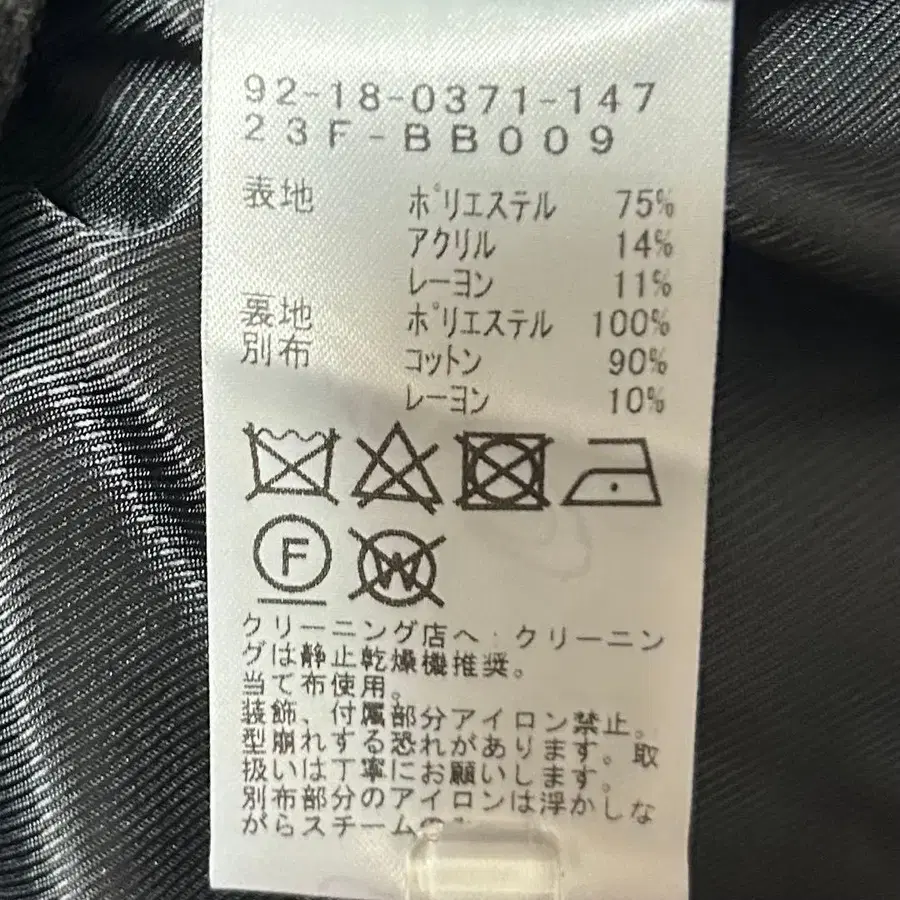 92-18-0371-147
23F-BB009
表地 ポリエステル 75%
アクリル 14%
レーヨン 11%
裏地 ポリエステル 100%
別布 コットン 90%
レーヨン 10%
F W
クリーニング店へ・クリーニン
グは静止乾燥機推奨。
当て布使用。
装飾、付属部分アイロン禁止。
型崩れする恐れがあります。取
扱いは丁寧にお願いします。
別布部分のアイロンは浮かしな
がらスチームの